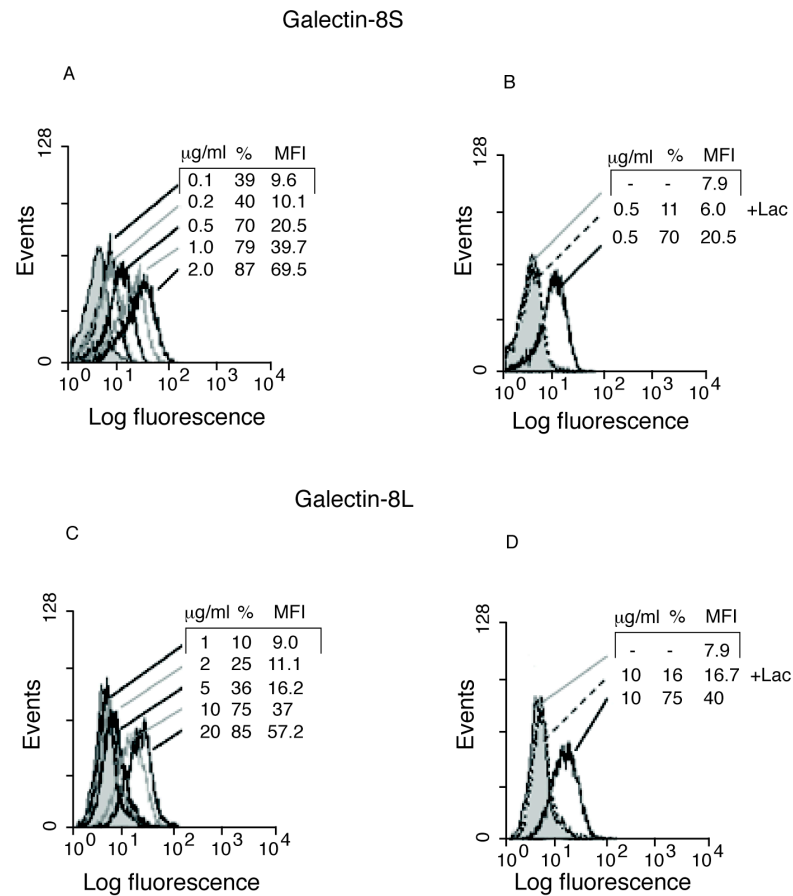 Galectin-8S
A
128
Events
0
µg/ml % MFI
0.1 39 9.6
0.2 40 10.1
0.5 70 20.5
1.0 79 39.7
2.0 87 69.5
10^0 10^1 10^2 10^3 10^4
Log fluorescence
B
128
Events
0
µg/ml % MFI
- - 7.9
0.5 11 6.0 +Lac
0.5 70 20.5
10^0 10^1 10^2 10^3 10^4
Log fluorescence
Galectin-8L
C
128
Events
0
µg/ml % MFI
1 10 9.0
2 25 11.1
5 36 16.2
10 75 37
20 85 57.2
10^0 10^1 10^2 10^3 10^4
Log fluorescence
D
128
Events
0
µg/ml % MFI
- - 7.9
10 16 16.7 +Lac
10 75 40
10^0 10^1 10^2 10^3 10^4
Log fluorescence